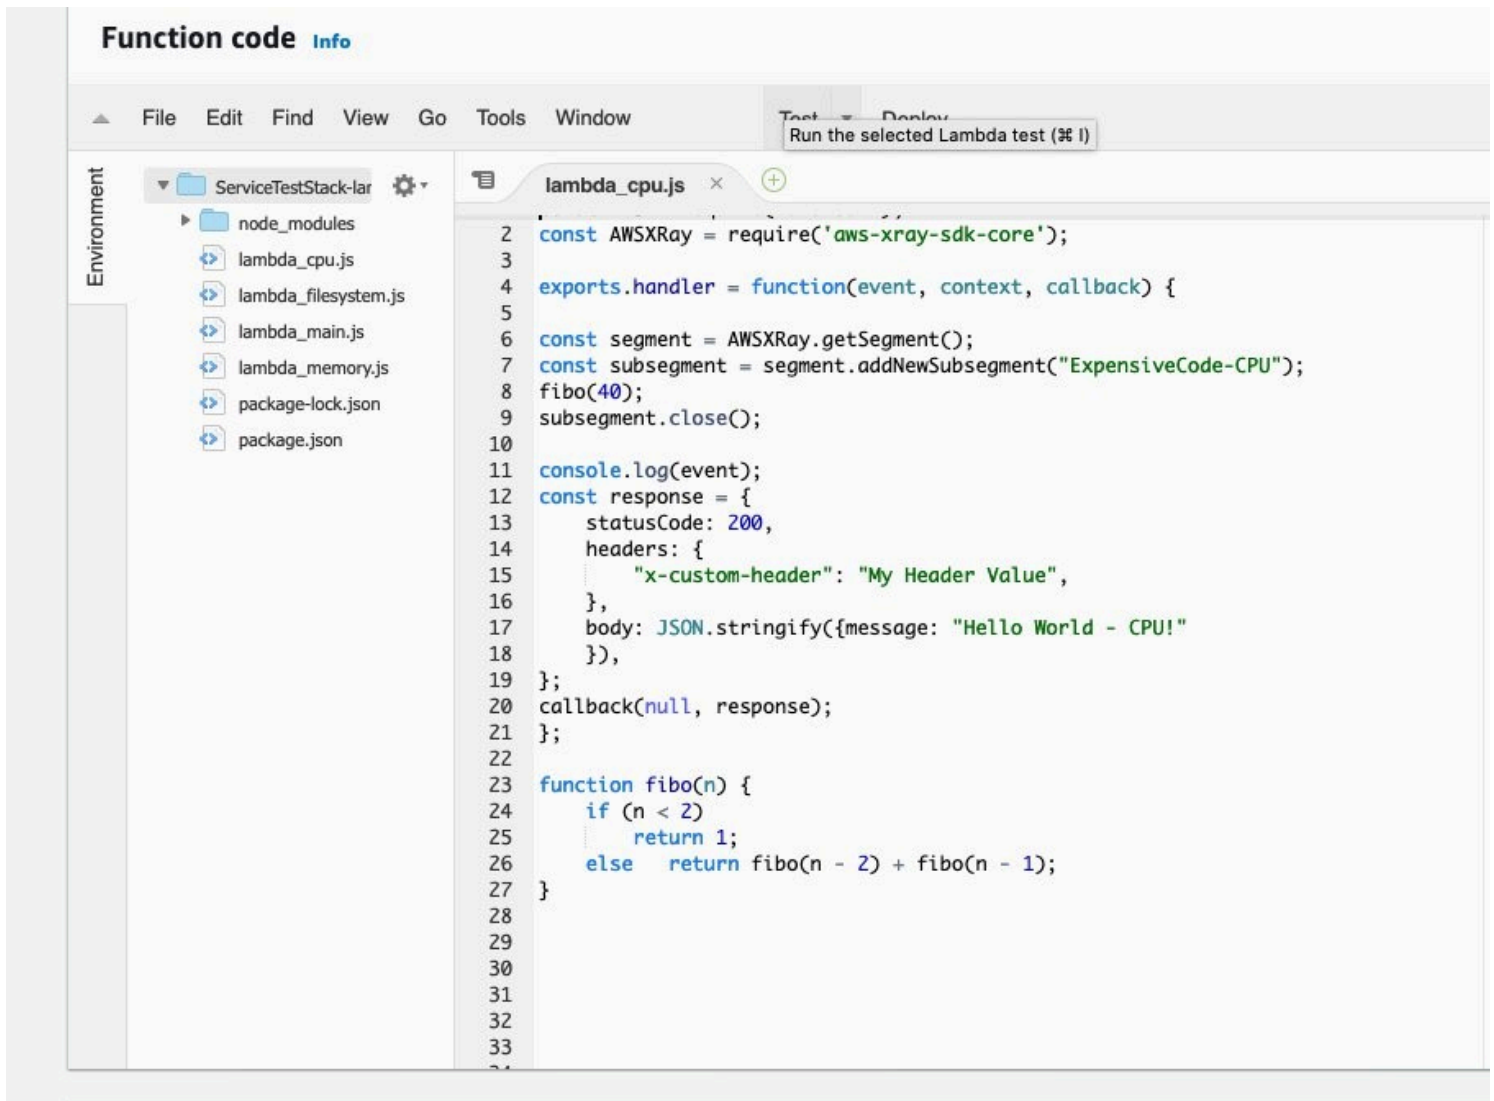 Function code Info
File Edit Find View Go Tools Window Test Deploy
Run the selected Lambda test (⌘ I)
Environment
ServiceTestStack-lar
node_modules
lambda_cpu.js
lambda_filesystem.js
lambda_main.js
lambda_memory.js
package-lock.json
package.json
lambda_cpu.js
2 const AWSXRay = require('aws-xray-sdk-core');
3
4 exports.handler = function(event, context, callback) {
5
6 const segment = AWSXRay.getSegment();
7 const subsegment = segment.addNewSubsegment("ExpensiveCode-CPU");
8 fibo(40);
9 subsegment.close();
10
11 console.log(event);
12 const response = {
13     statusCode: 200,
14     headers: {
15         "x-custom-header": "My Header Value",
16     },
17     body: JSON.stringify({message: "Hello World - CPU!"
18     }),
19 };
20 callback(null, response);
21 };
22
23 function fibo(n) {
24     if (n < 2)
25         return 1;
26     else   return fibo(n - 2) + fibo(n - 1);
27 }
28
29
30
31
32
33